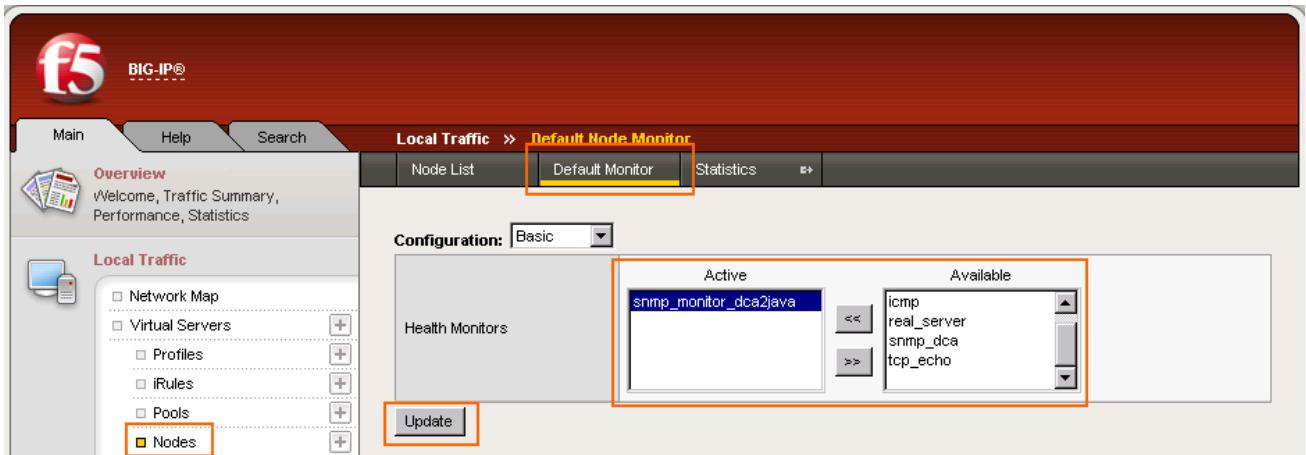 f5
BIG-IP®
Main
Help
Search
Local Traffic » Default Node Monitor
Node List
Default Monitor
Statistics
Overview
Welcome, Traffic Summary,
Performance, Statistics
Local Traffic
Network Map
Virtual Servers
Profiles
iRules
Pools
Nodes
Configuration: Basic
Active
Available
Health Monitors
snmp_monitor_dca2java
<<
>>
icmp
real_server
snmp_dca
tcp_echo
Update